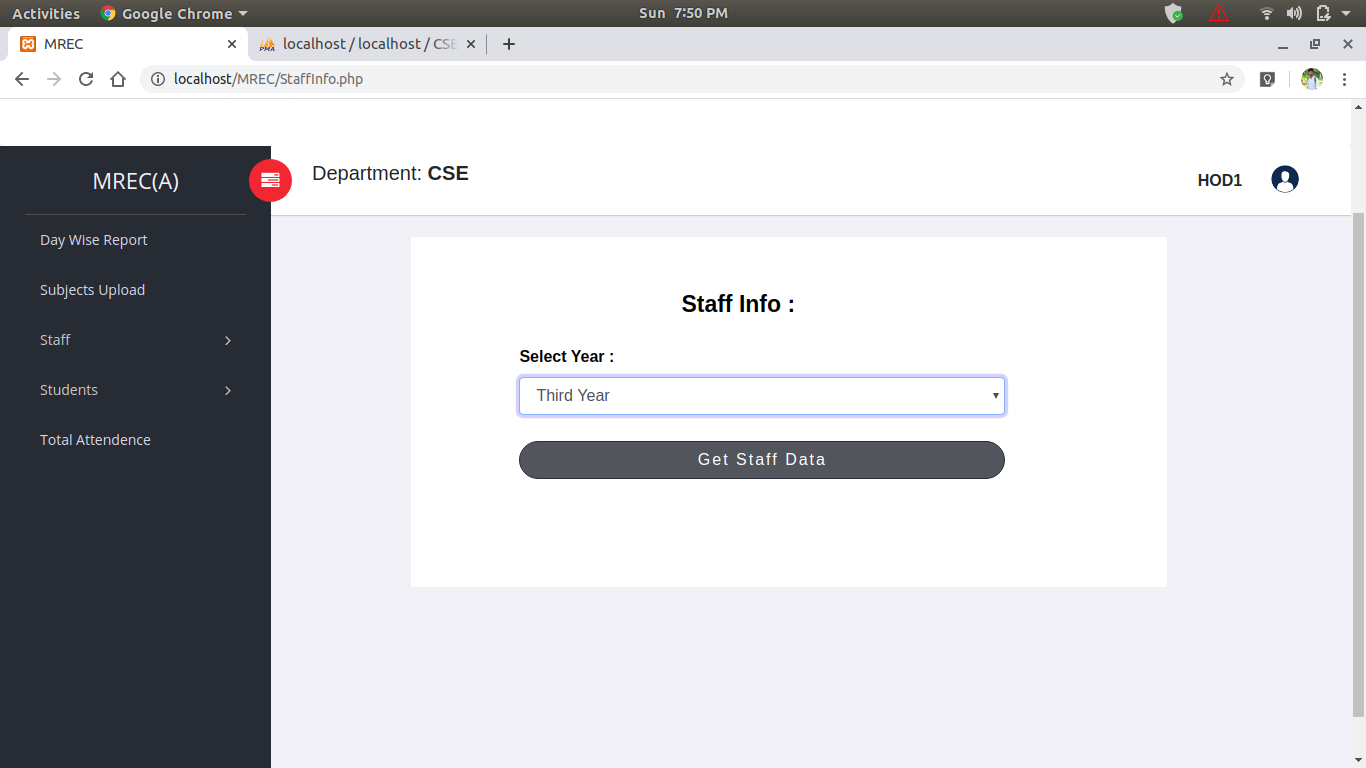 Activities Google Chrome Sun 7:50 PM
MREC localhost / localhost / CSE
localhost/MREC/StaffInfo.php
MREC(A) Department: CSE HOD1
Day Wise Report
Subjects Upload
Staff
Students
Total Attendence
Staff Info :
Select Year :
Third Year
Get Staff Data